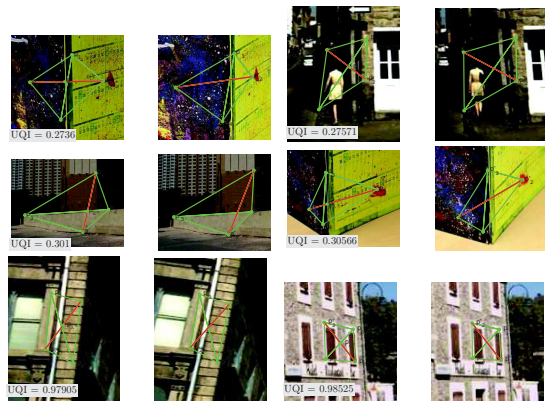 UQI = 0.2736
UQI = 0.27571
UQI = 0.301
UQI = 0.30566
UQI = 0.97905
UQI = 0.98525